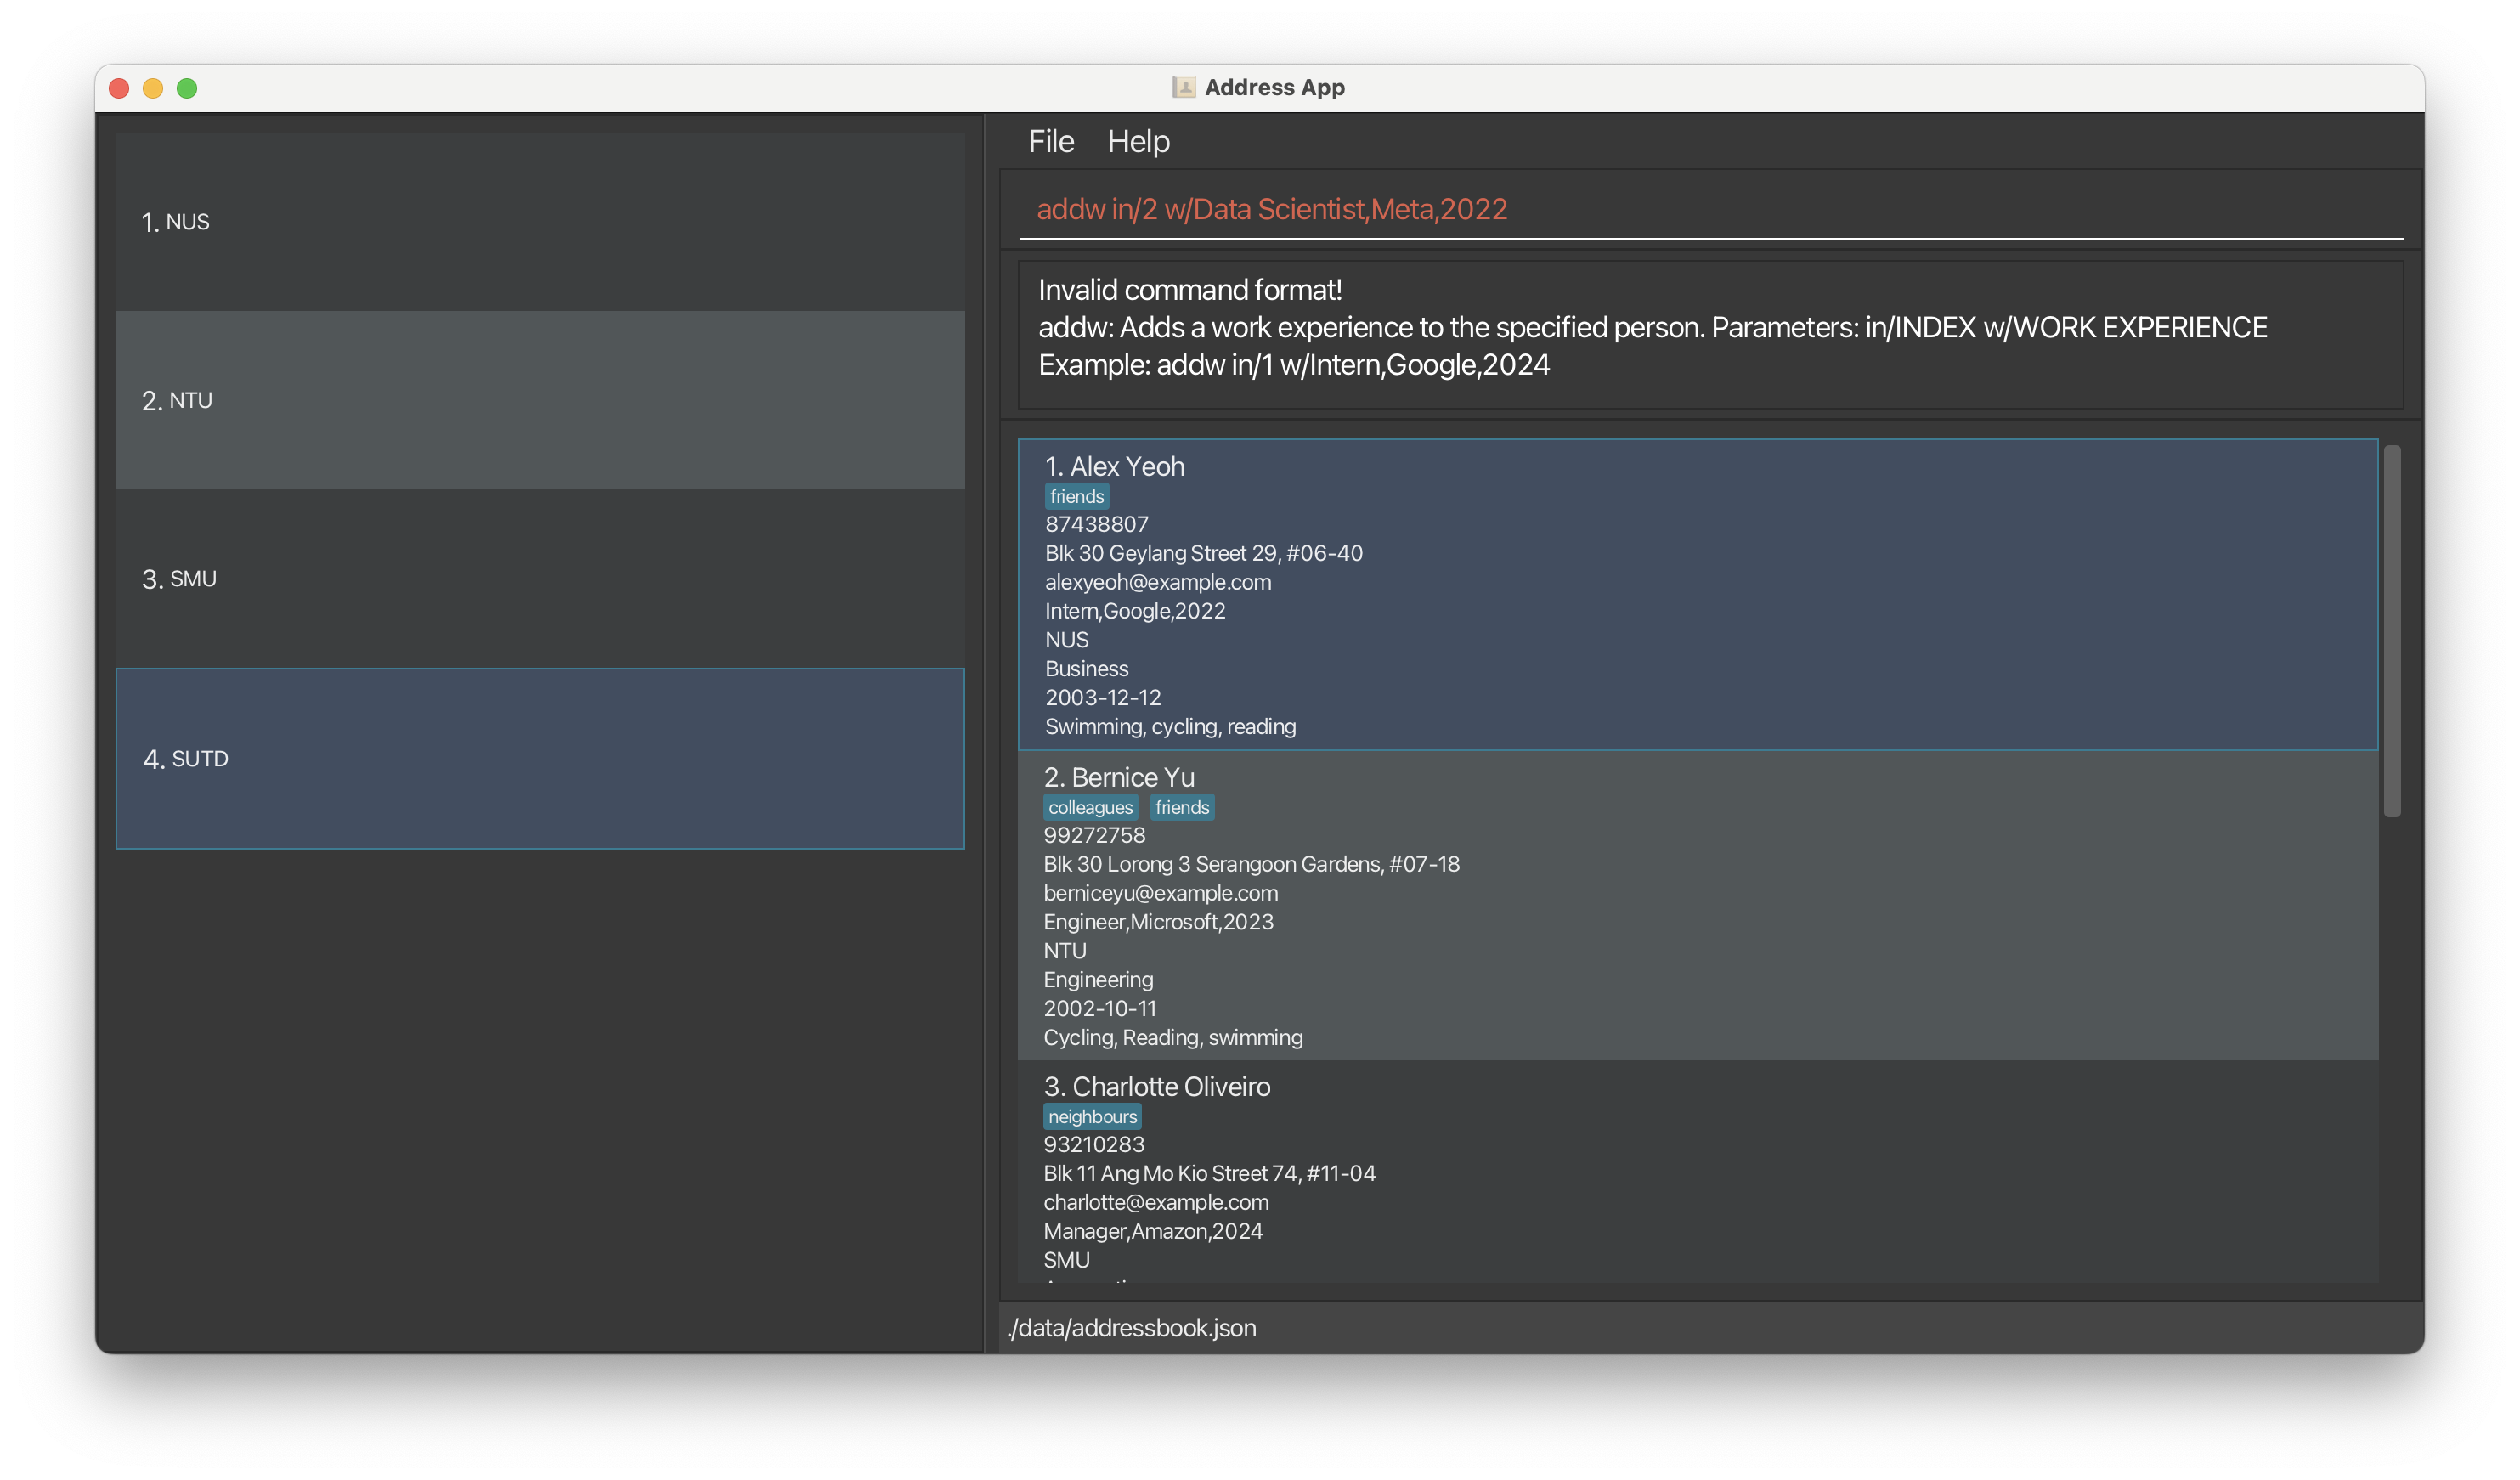 Address App
1. NUS
2. NTU
3. SMU
4. SUTD
File Help
addw in/2 w/Data Scientist,Meta,2022
Invalid command format!
addw: Adds a work experience to the specified person. Parameters: in/INDEX w/WORK EXPERIENCE
Example: addw in/1 w/Intern,Google,2024
1. Alex Yeoh
friends
87438807
Blk 30 Geylang Street 29, #06-40
alexyeoh@example.com
Intern,Google,2022
NUS
Business
2003-12-12
Swimming, cycling, reading
2. Bernice Yu
colleagues friends
99272758
Blk 30 Lorong 3 Serangoon Gardens, #07-18
berniceyu@example.com
Engineer,Microsoft,2023
NTU
Engineering
2002-10-11
Cycling, Reading, swimming
3. Charlotte Oliveiro
neighbours
93210283
Blk 11 Ang Mo Kio Street 74, #11-04
charlotte@example.com
Manager,Amazon,2024
SMU
./data/addressbook.json